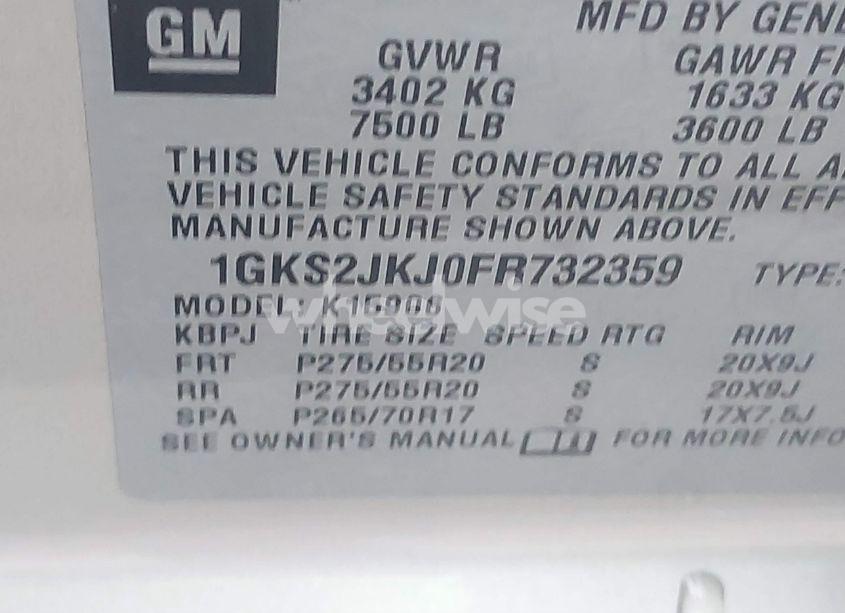 GM
MFD BY GENE
GVWR GAWR F
3402 KG 1633 KG
7500 LB 3600 LB
THIS VEHICLE CONFORMS TO ALL A
VEHICLE SAFETY STANDARDS IN EFF
MANUFACTURE SHOWN ABOVE.
1GKS2JKJ0FR732359 TYPE:
MODEL: K15906
wheelwise
KBPJ TIRE SIZE SPEED RTG RIM
FRT P275/55R20 S 20X9J
RR P275/55R20 S 20X9J
SPA P265/70R17 S 17X7.5J
SEE OWNER'S MANUAL FOR MORE INFO